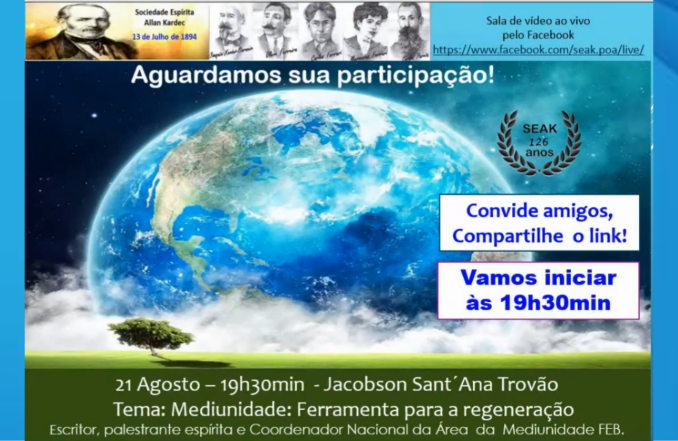 Sociedade Espírita
Allan Kardec
13 de Julho de 1894
Sala de vídeo ao vivo
pelo Facebook
https://www.facebook.com/seak.poa/live/
Aguardamos sua participação!
SEAK
126
anos
Convide amigos,
Compartilhe o link!
Vamos iniciar
às 19h30min
21 Agosto – 19h30min - Jacobson Sant´Ana Trovão
Tema: Mediunidade: Ferramenta para a regeneração
Escritor, palestrante espírita e Coordenador Nacional da Área da Mediunidade FEB.